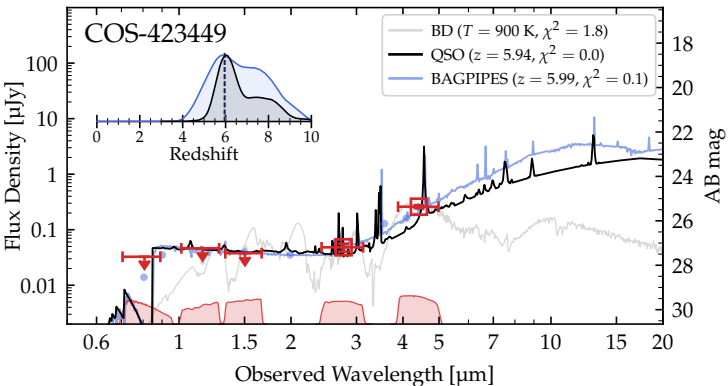 COS-423449
BD (T = 900 K, χ² = 1.8)
QSO (z = 5.94, χ² = 0.0)
BAGPIPES (z = 5.99, χ² = 0.1)
0 2 4 6 8 10
Redshift
Flux Density [μJy]
100
10
1
0.1
0.01
AB mag
18
20
22
24
26
28
30
0.6 1 2 3 4 5 7 10 15 20
Observed Wavelength [μm]